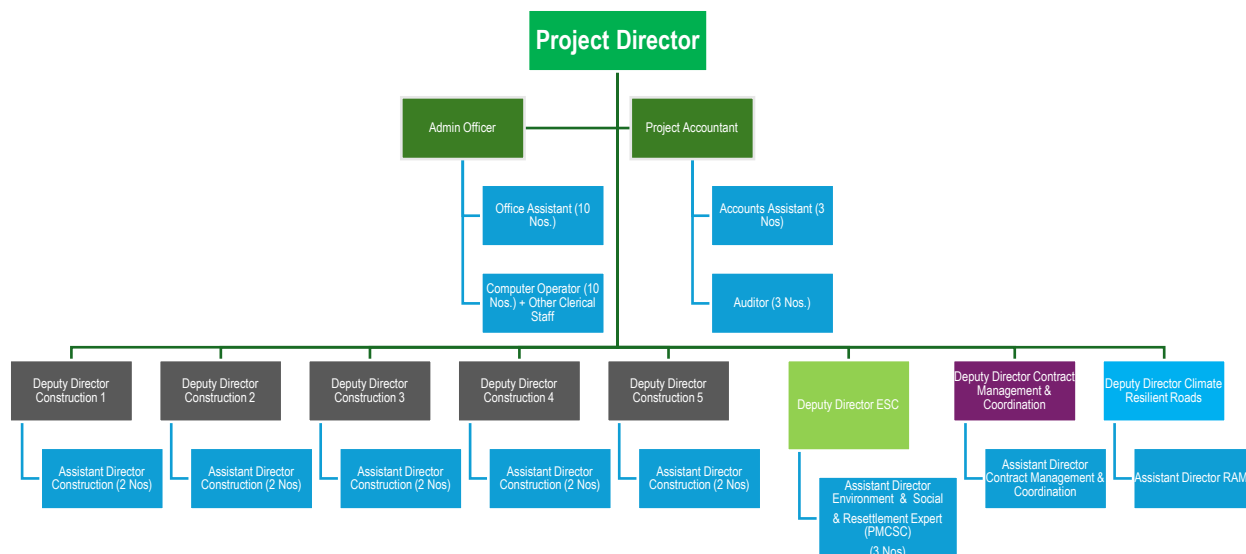 Project Director
Admin Officer
Project Accountant
Office Assistant (10
Nos.)
Accounts Assistant (3
Nos)
Computer Operator (10
Nos.) + Other Clerical
Staff
Auditor (3 Nos.)
Deputy Director
Construction 1
Deputy Director
Construction 2
Deputy Director
Construction 3
Deputy Director
Construction 4
Deputy Director
Construction 5
Deputy Director ESC
Deputy Director Contract
Management &
Coordination
Deputy Director Climate
Resilient Roads
Assistant Director
Construction (2 Nos)
Assistant Director
Construction (2 Nos)
Assistant Director
Construction (2 Nos)
Assistant Director
Construction (2 Nos)
Assistant Director
Construction (2 Nos)
Assistant Director
Environment & Social
& Resettlement Expert
(PMCSC)
(3 Nos)
Assistant Director
Contract Management &
Coordination
Assistant Director RAM